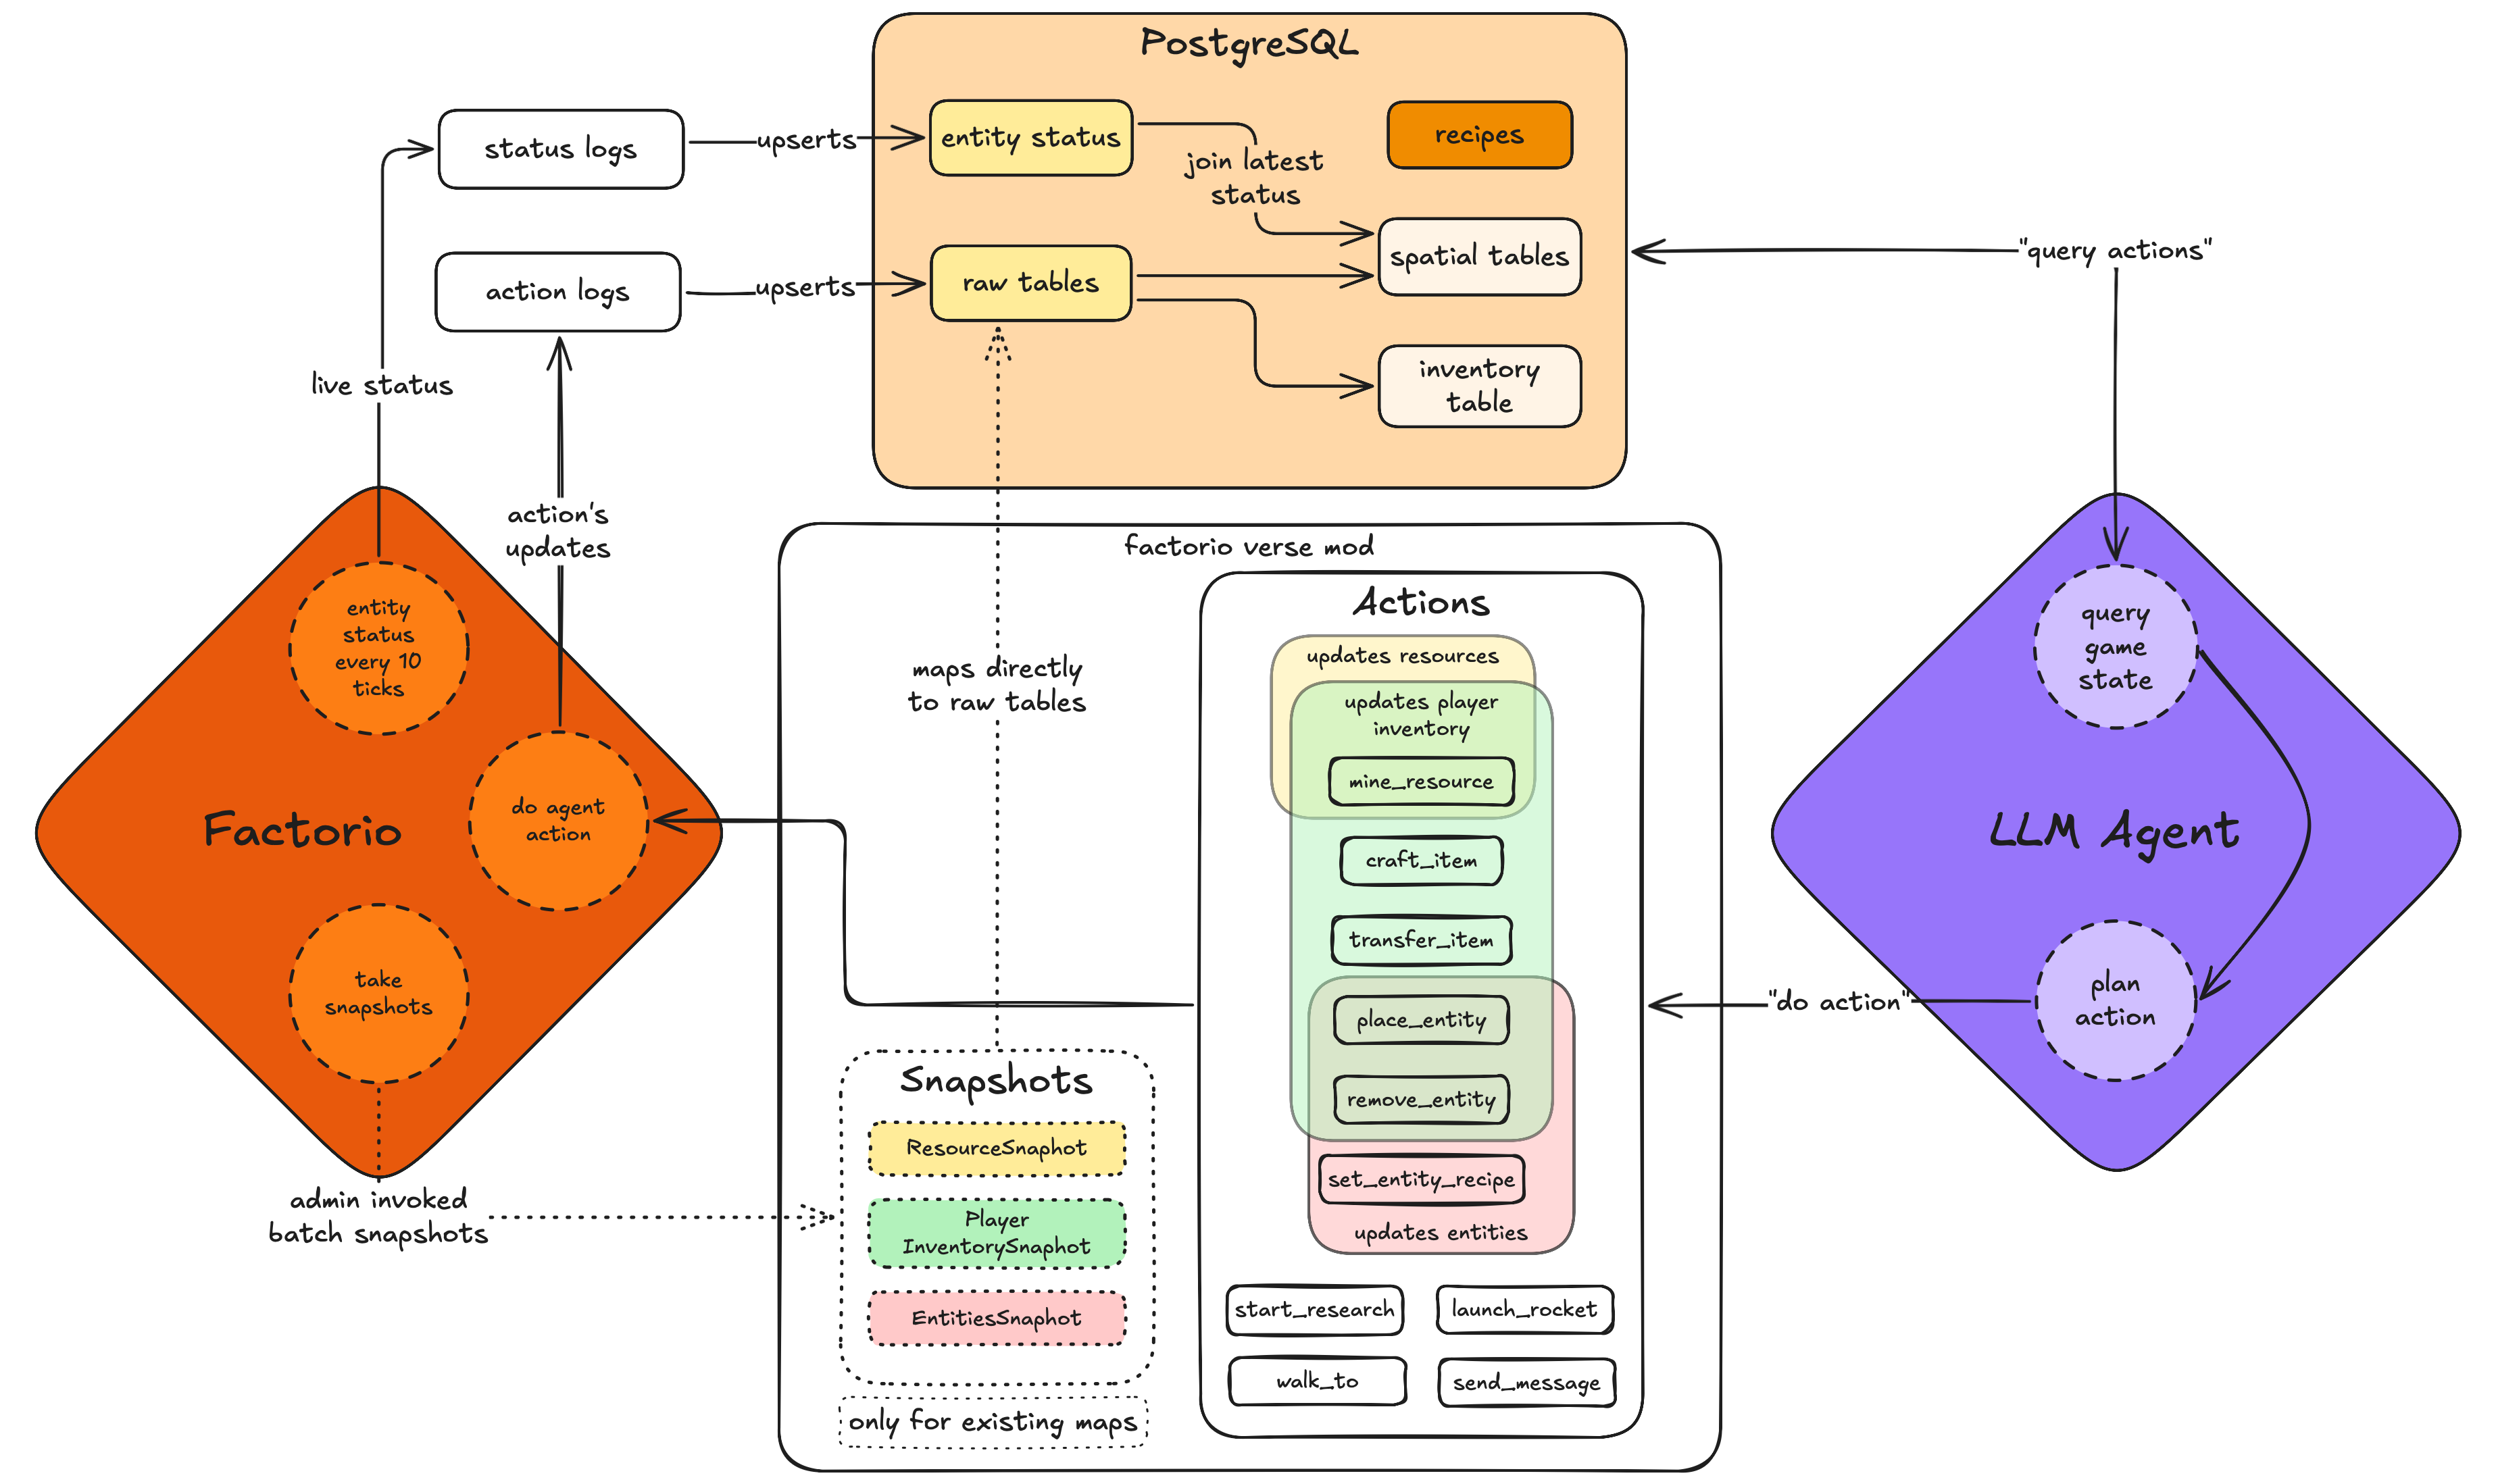 PostgreSQL
status logs
upserts
entity status
join latest
status
recipes
action logs
upserts
raw tables
spatial tables
inventory
table
"query actions"
live status
action's
updates
Factorio
entity
status
every 10
ticks
do agent
action
take
snapshots
admin invoked
batch snapshots
factorio verse mod
maps directly
to raw tables
Snapshots
ResourceSnaphot
Player
InventorySnaphot
EntitiesSnaphot
only for existing maps
Actions
updates resources
updates player
inventory
mine_resource
craft_item
transfer_item
place_entity
remove_entity
set_entity_recipe
updates entities
start_research
launch_rocket
walk_to
send_message
"do action"
LLM Agent
query
game
state
plan
action